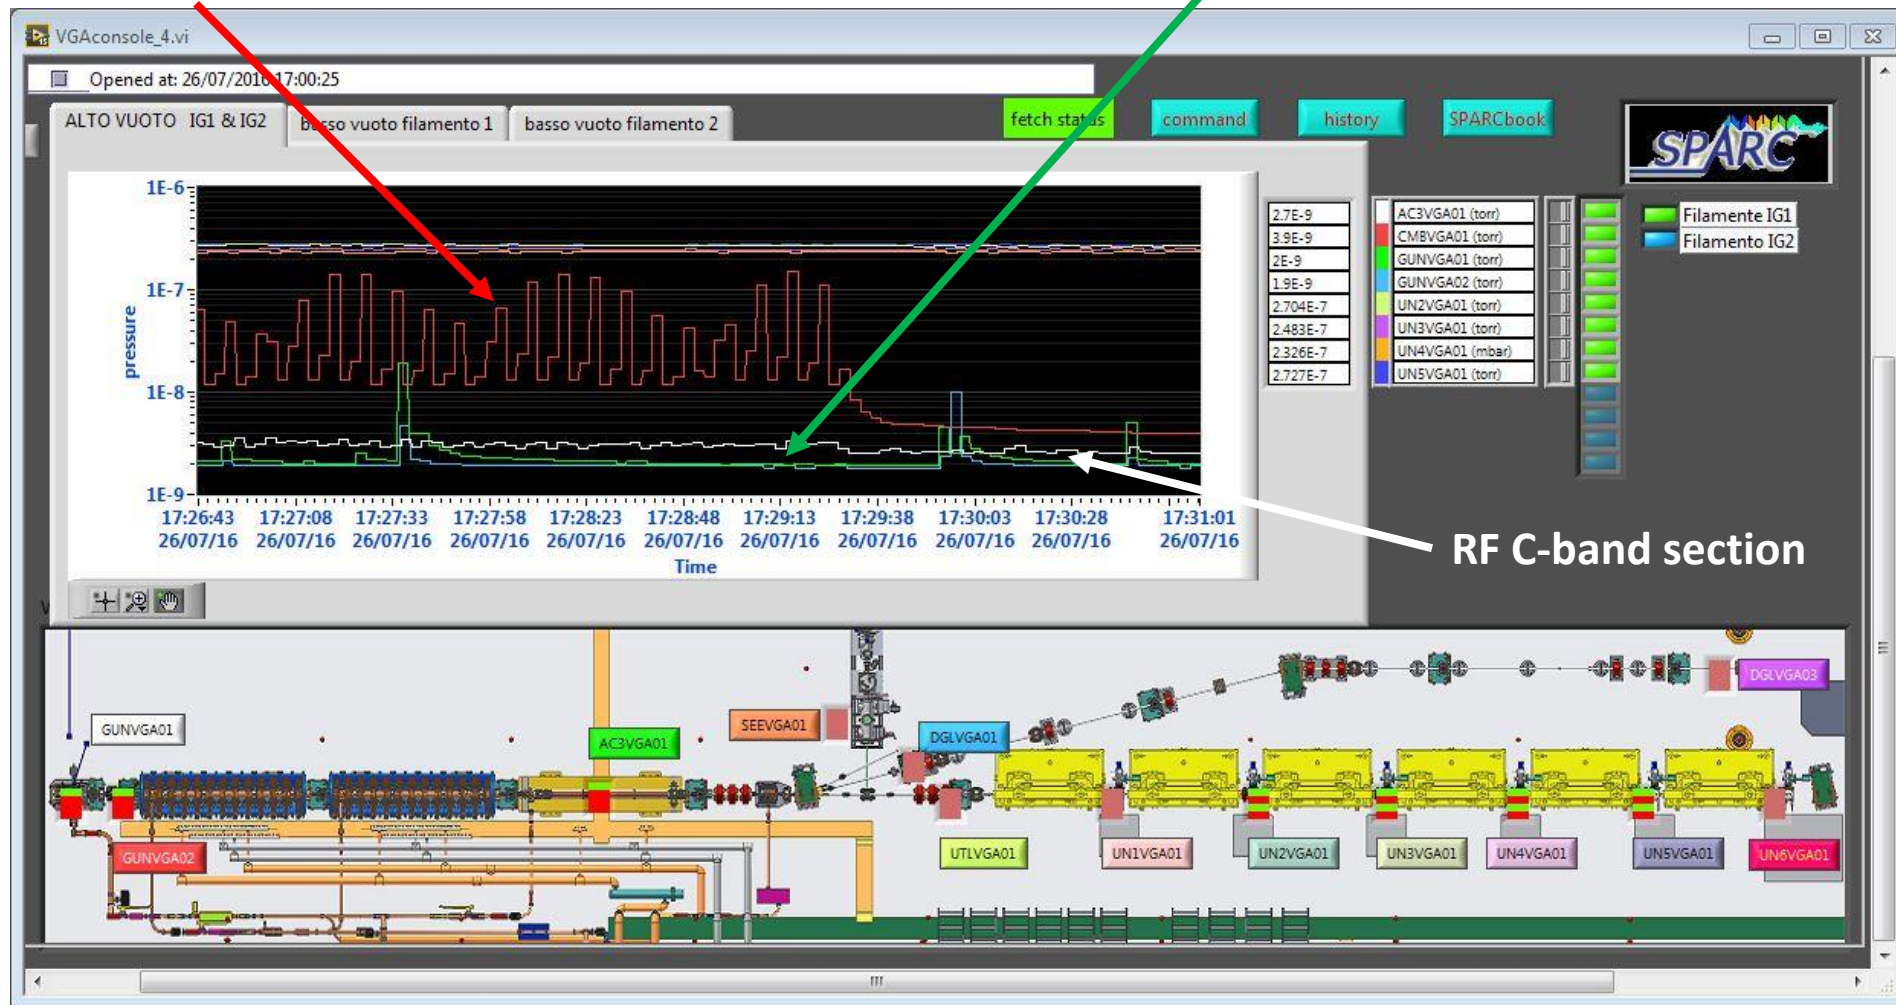 VGAconsole_4.vi
Opened at: 26/07/2016 17:00:25
ALTO VUOTO IG1 & IG2
basso vuoto filamento 1
basso vuoto filamento 2
fetch status
command
history
SPARCbook
SPARC
1E-6
1E-7
1E-8
1E-9
pressure
17:26:43 17:27:08 17:27:33 17:27:58 17:28:23 17:28:48 17:29:13 17:29:38 17:30:03 17:30:28 17:31:01
26/07/16 26/07/16 26/07/16 26/07/16 26/07/16 26/07/16 26/07/16 26/07/16 26/07/16 26/07/16 26/07/16
Time
2.7E-9 AC3VGA01 (torr)
3.9E-9 CMBVGA01 (torr)
2E-9 GUNVGA01 (torr)
1.9E-9 GUNVGA02 (torr)
2.704E-7 UN2VGA01 (torr)
2.483E-7 UN3VGA01 (torr)
2.326E-7 UN4VGA01 (mbar)
2.727E-7 UN5VGA01 (torr)
Filamente IG1
Filamento IG2
RF C-band section
DGLVGA03
GUNVGA01
SEEVGA01
AC3VGA01
DGLVGA01
GUNVGA02
UTLVGA01
UN1VGA01
UN2VGA01
UN3VGA01
UN4VGA01
UN5VGA01
UN6VGA01